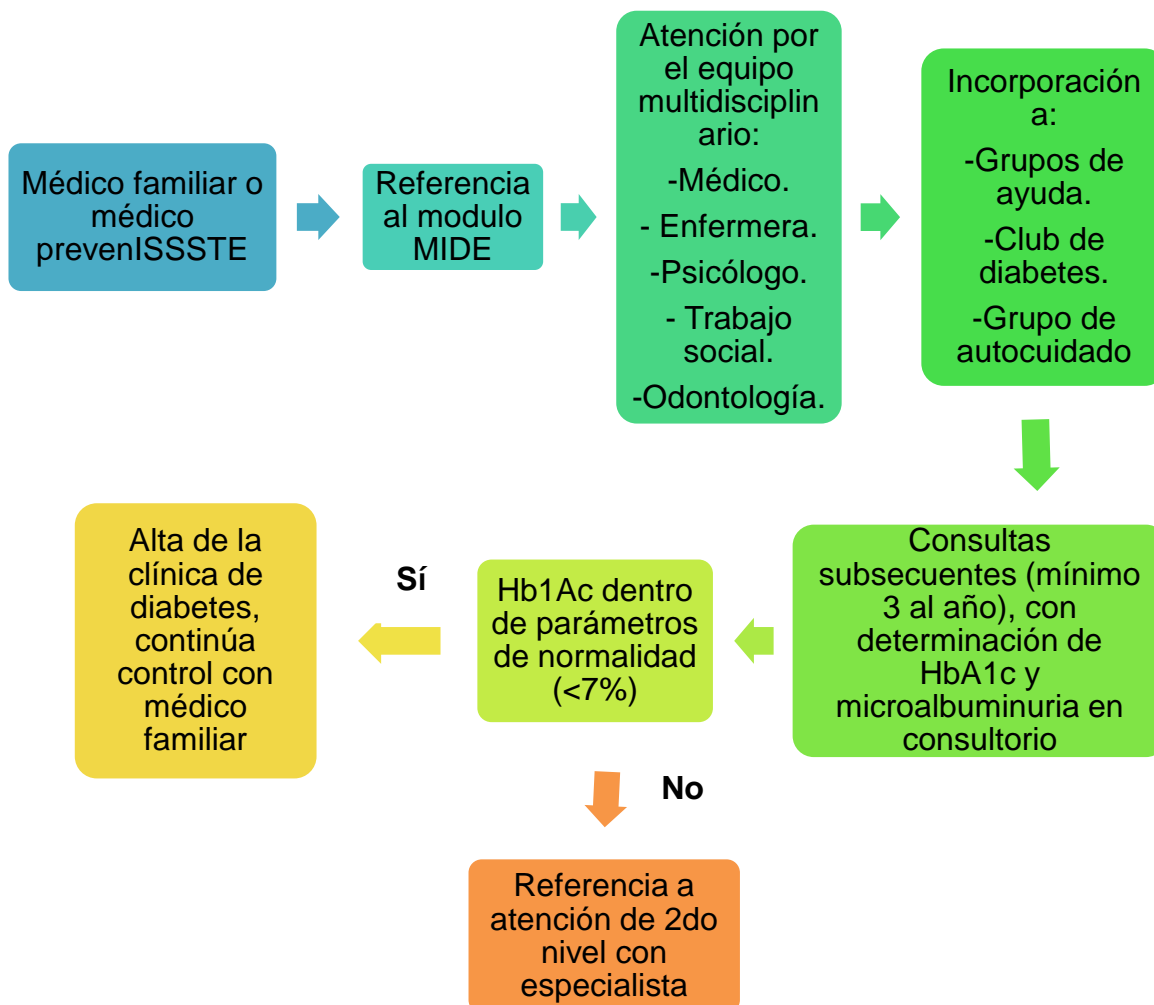 Médico familiar o
médico
prevenISSSTE
Referencia
al modulo
MIDE
Atención por
el equipo
multidisciplin
ario:
-Médico.
- Enfermera.
-Psicólogo.
- Trabajo
social.
-Odontología.
Incorporación
a:
-Grupos de
ayuda.
-Club de
diabetes.
-Grupo de
autocuidado
Consultas
subsecuentes (mínimo
3 al año), con
determinación de
HbA1c y
microalbuminuria en
consultorio
Hb1Ac dentro
de parámetros
de normalidad
(<7%)
Sí
Alta de la
clínica de
diabetes,
continúa
control con
médico
familiar
No
Referencia a
atención de 2do
nivel con
especialista